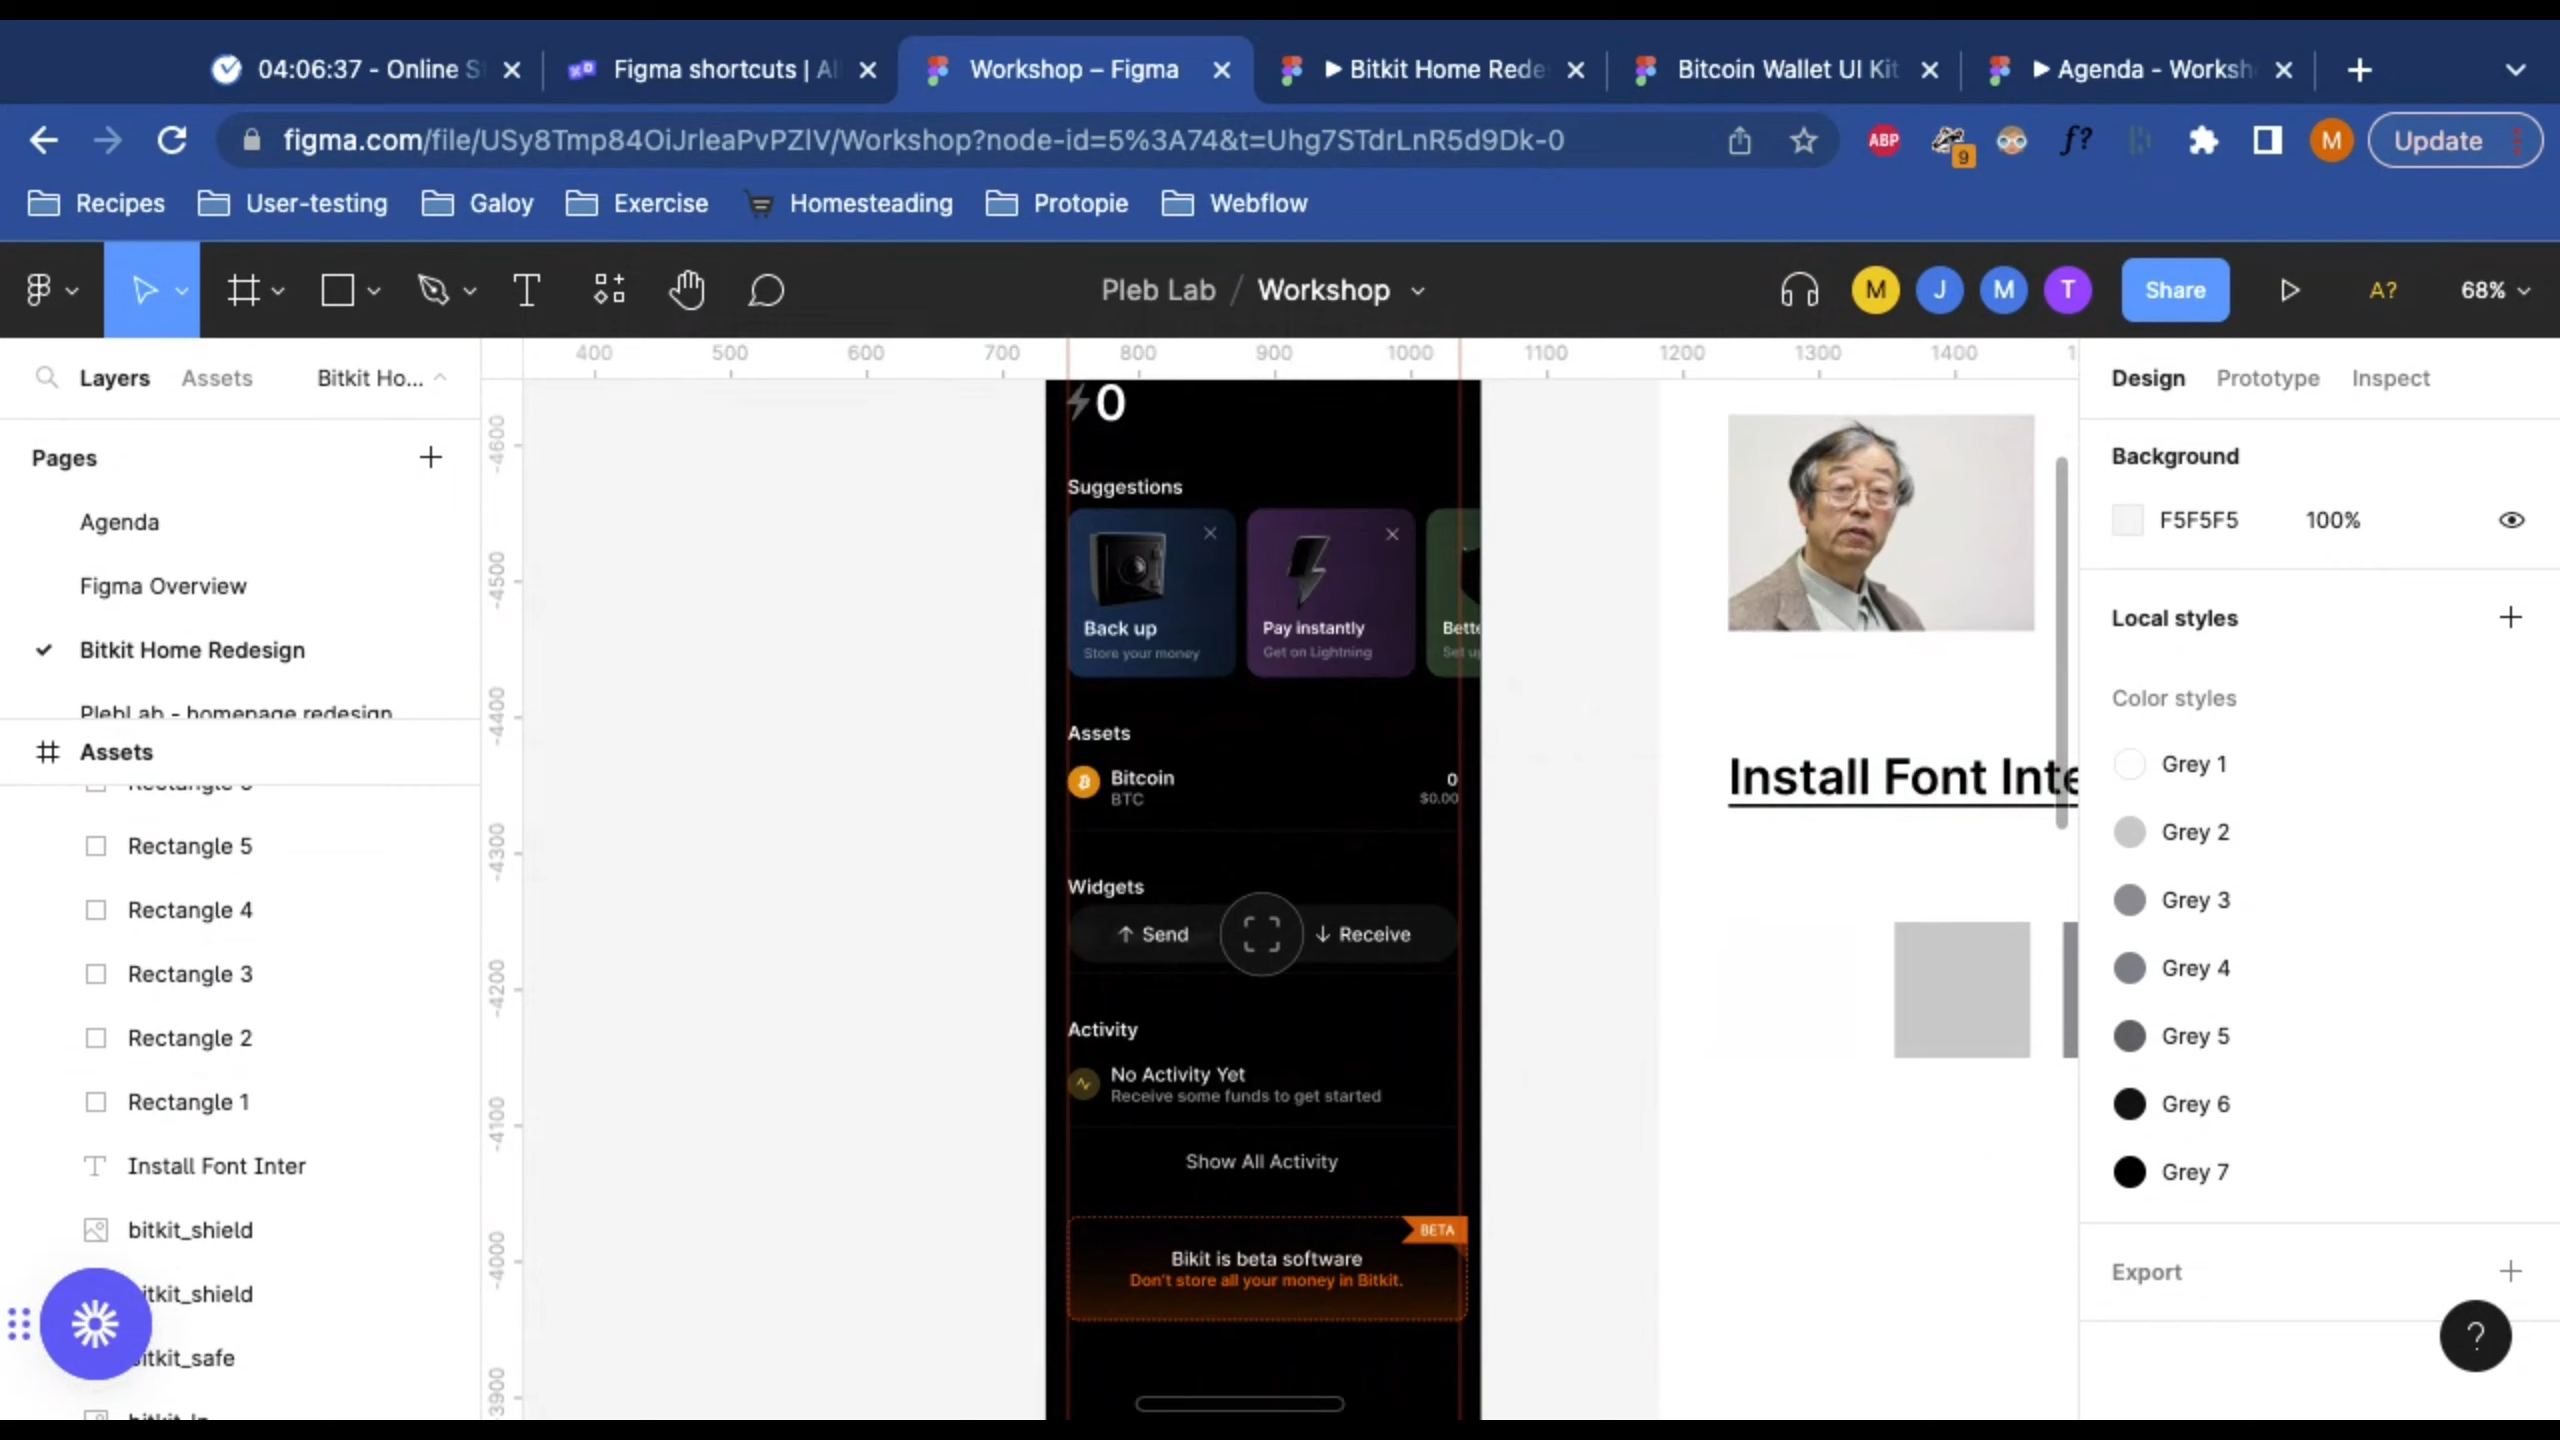 04:06:37 - Online S
Figma shortcuts | Al
Workshop – Figma
▶ Bitkit Home Rede
Bitcoin Wallet UI Kit
▶ Agenda - Worksh
figma.com/file/USy8Tmp84OiJrleaPvPZlV/Workshop?node-id=5%3A74&t=Uhg7STdrLnR5d9Dk-0
ABP
9
f?
M
Update
Recipes
User-testing
Galoy
Exercise
Homesteading
Protopie
Webflow
Pleb Lab / Workshop
M
J
M
T
Share
A?
68%
400
500
600
700
800
900
1000
1100
1200
1300
1400
Layers
Assets
Bitkit Ho...
Pages
Agenda
Figma Overview
Bitkit Home Redesign
PlebLab - homepage redesign
Assets
Rectangle 5
Rectangle 4
Rectangle 3
Rectangle 2
Rectangle 1
Install Font Inter
bitkit_shield
itkit_shield
itkit_safe
-4600
-4500
-4400
-4300
-4200
-4100
-4000
3900
0
Suggestions
Back up
Store your money
Pay instantly
Get on Lightning
Bette
Set u
Assets
Bitcoin
BTC
0
$0.00
Widgets
↑ Send
↓ Receive
Activity
No Activity Yet
Receive some funds to get started
Show All Activity
BETA
Bikit is beta software
Don't store all your money in Bitkit.
Install Font Inte
Design
Prototype
Inspect
Background
F5F5F5
100%
Local styles
Color styles
Grey 1
Grey 2
Grey 3
Grey 4
Grey 5
Grey 6
Grey 7
Export
?